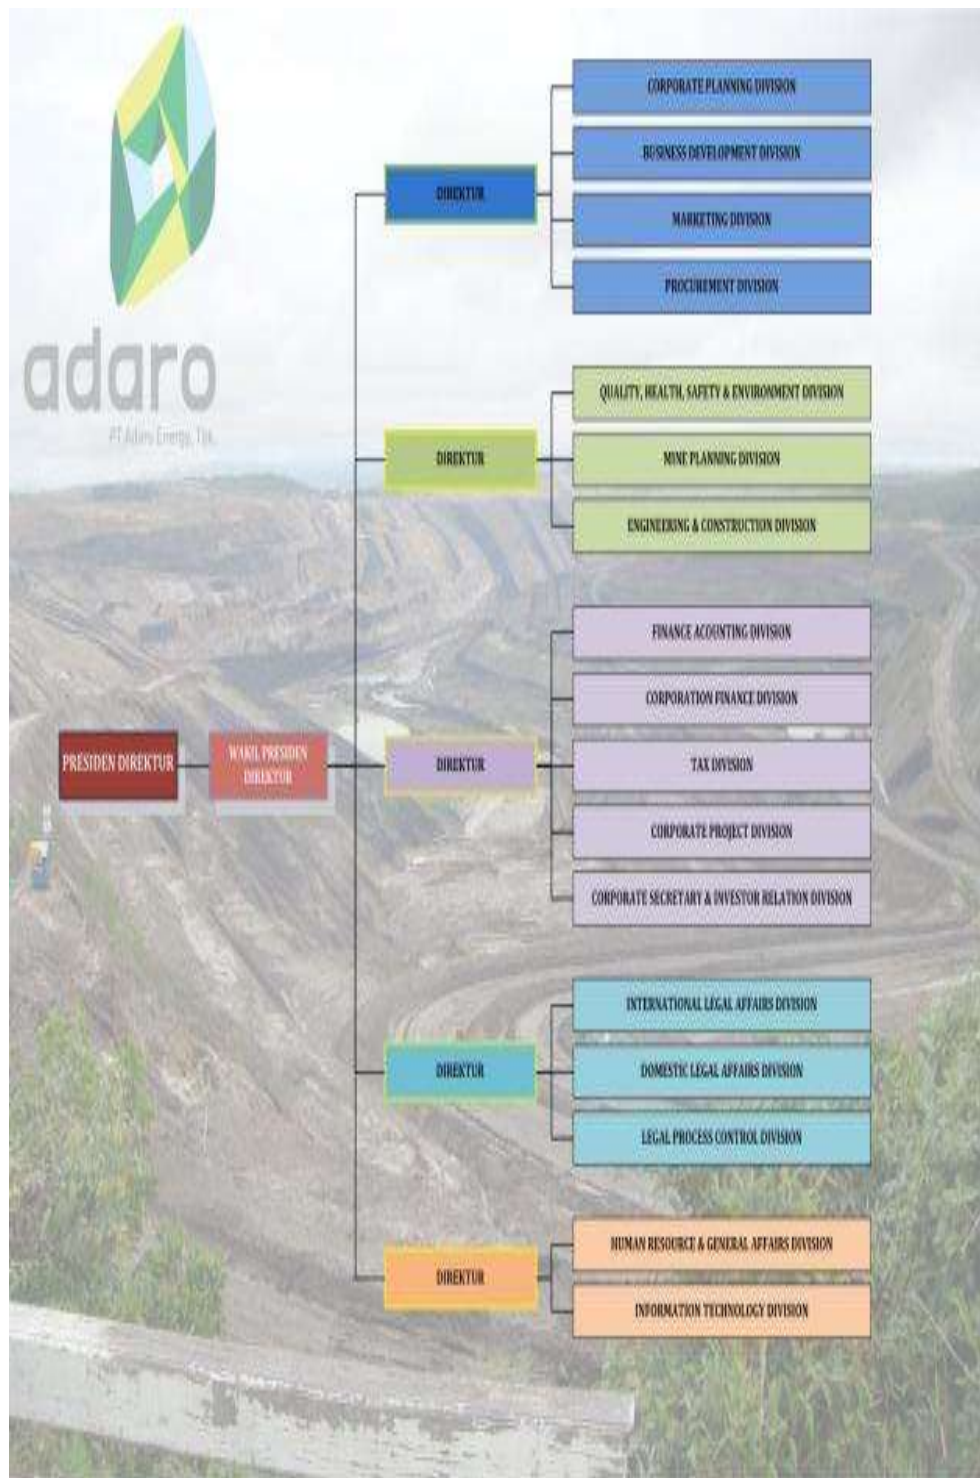 adaro
PT Adaro Energy, Tbk.
CORPORATE PLANNING DIVISION
BUSINESS DEVELOPMENT DIVISION
DIREKTUR
MARKETING DIVISION
PROCUREMENT DIVISION
QUALITY, HEALTH, SAFETY & ENVIRONMENT DIVISION
DIREKTUR
MINE PLANNING DIVISION
ENGINEERING & CONSTRUCTION DIVISION
FINANCE ACOUNTING DIVISION
CORPORATION FINANCE DIVISION
PRESIDEN DIREKTUR
WAKIL PRESIDEN
DIREKTUR
DIREKTUR
TAX DIVISION
CORPORATE PROJECT DIVISION
CORPORATE SECRETARY & INVESTOR RELATION DIVISION
INTERNATIONAL LEGAL AFFAIRS DIVISION
DIREKTUR
DOMESTIC LEGAL AFFAIRS DIVISION
LEGAL PROCESS CONTROL DIVISION
HUMAN RESOURCE & GENERAL AFFAIRS DIVISION
DIREKTUR
INFORMATION TECHNOLOGY DIVISION